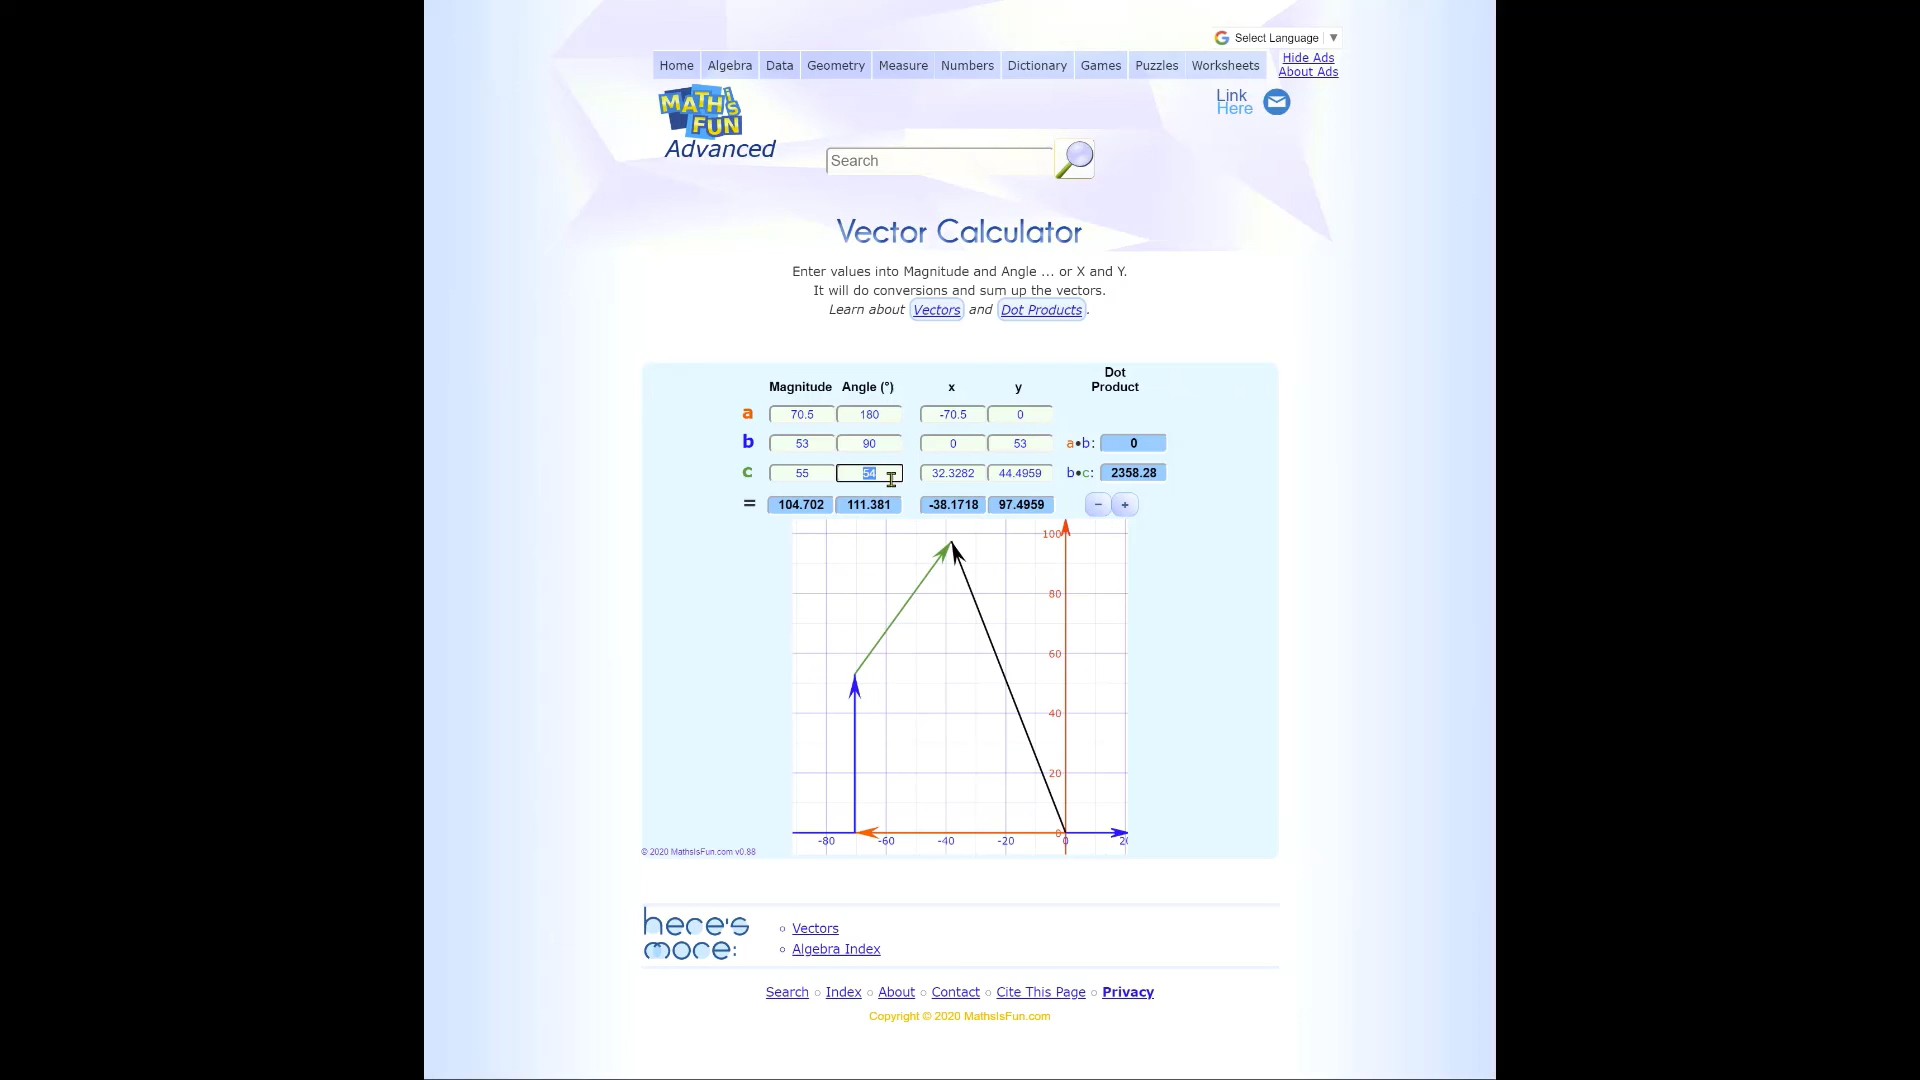 Select Language ▼
Home Algebra Data Geometry Measure Numbers Dictionary Games Puzzles Worksheets
Hide Ads
About Ads
MATHS iS FUN
Advanced
Link
Here
Search
Vector Calculator
Enter values into Magnitude and Angle ... or X and Y.
It will do conversions and sum up the vectors.
Learn about Vectors and Dot Products.
Magnitude Angle (°) x y Dot Product
a 70.5 180 -70.5 0
b 53 90 0 53 a•b: 0
c 55 54 32.3282 44.4959 b•c: 2358.28
= 104.702 111.381 -38.1718 97.4959 − +
100
80
60
40
20
0
-80 -60 -40 -20 0 20
© 2020 MathsIsFun.com v0.88
here's more:
Vectors
Algebra Index
Search ○ Index ○ About ○ Contact ○ Cite This Page ○ Privacy
Copyright © 2020 MathsIsFun.com